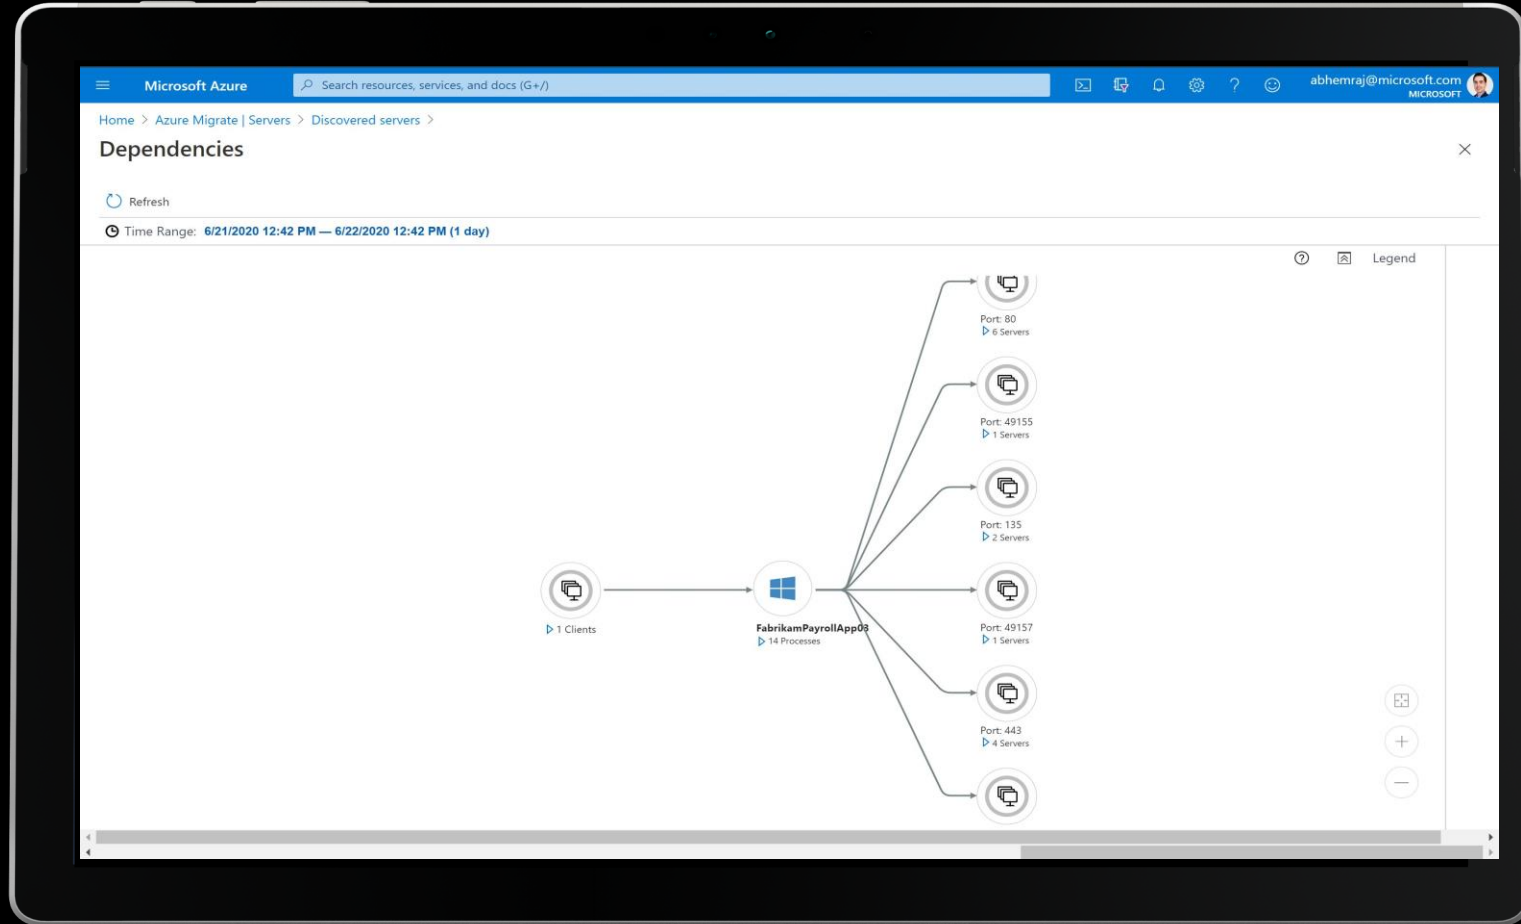 Microsoft Azure
Search resources, services, and docs (G+/)
abhemraj@microsoft.com
MICROSOFT
Home > Azure Migrate | Servers > Discovered servers >
Dependencies
Refresh
Time Range: 6/21/2020 12:42 PM — 6/22/2020 12:42 PM (1 day)
Legend
Port: 80
6 Servers
Port: 49155
1 Servers
Port: 135
2 Servers
1 Clients
FabrikamPayrollApp03
14 Processes
Port: 49157
1 Servers
Port: 443
4 Servers